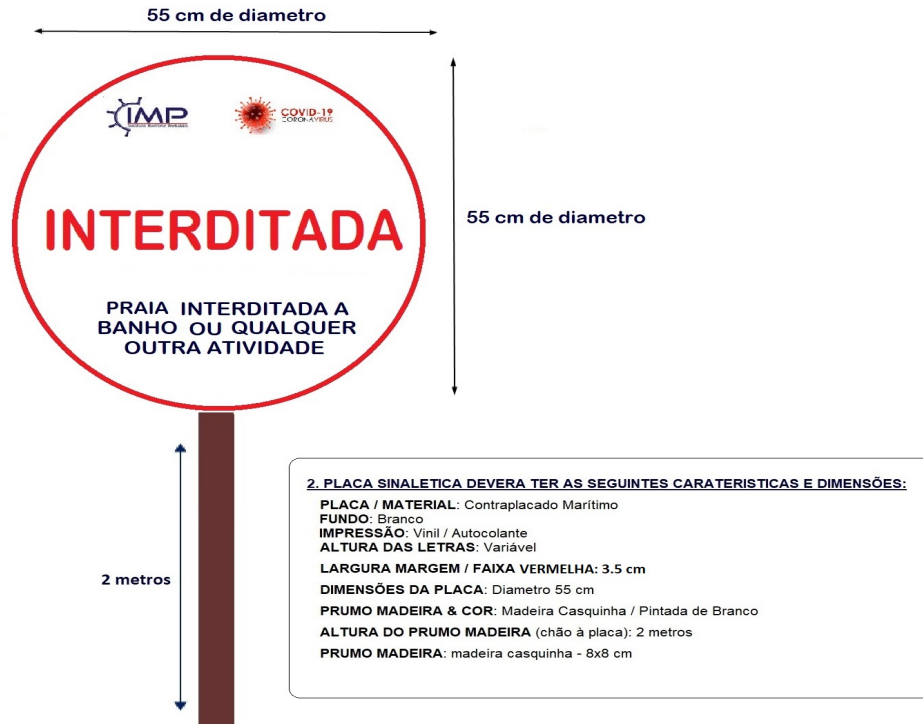 55 cm de diametro
IMP
COVID-19
CORONAVIRUS
INTERDITADA
55 cm de diametro
PRAIA INTERDITADA A
BANHO OU QUALQUER
OUTRA ATIVIDADE
2 metros
2. PLACA SINALETICA DEVERA TER AS SEGUINTES CARATERISTICAS E DIMENSÕES:
PLACA / MATERIAL: Contraplacado Marítimo
FUNDO: Branco
IMPRESSÃO: Vinil / Autocolante
ALTURA DAS LETRAS: Variável
LARGURA MARGEM / FAIXA VERMELHA: 3.5 cm
DIMENSÕES DA PLACA: Diametro 55 cm
PRUMO MADEIRA & COR: Madeira Casquinha / Pintada de Branco
ALTURA DO PRUMO MADEIRA (chão à placa): 2 metros
PRUMO MADEIRA: madeira casquinha - 8x8 cm